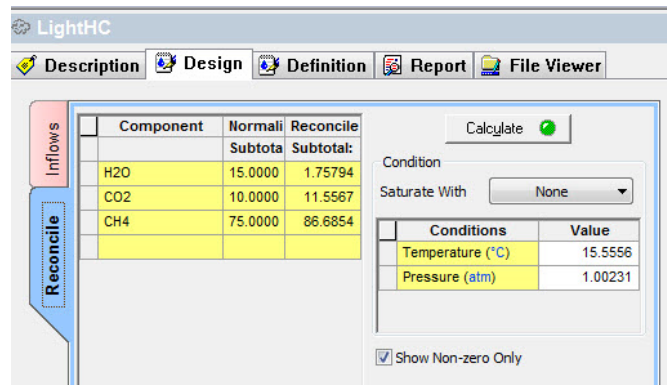 LightHC
Description Design Definition Report File Viewer
Inflows
Reconcile
Component Normali Reconcile
Subtota Subtotal:
H2O 15.0000 1.75794
CO2 10.0000 11.5567
CH4 75.0000 86.6854
Calculate
Condition
Saturate With None
Conditions Value
Temperature (°C) 15.5556
Pressure (atm) 1.00231
Show Non-zero Only